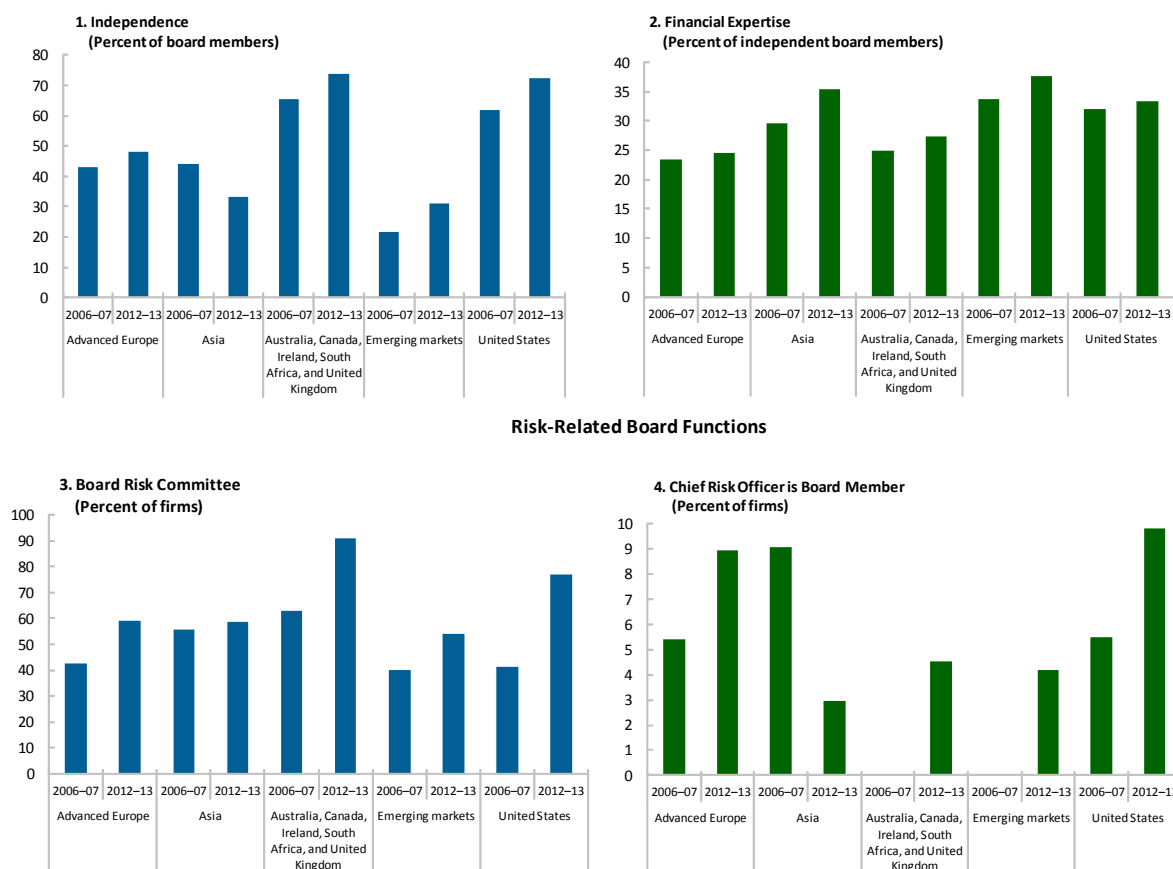 1. Independence
(Percent of board members)
80
70
60
50
40
30
20
10
0
2006–07 2012–13 2006–07 2012–13 2006–07 2012–13 2006–07 2012–13 2006–07 2012–13
Advanced Europe
Asia
Australia, Canada,
Ireland, South
Africa, and United
Kingdom
Emerging markets
United States
2. Financial Expertise
(Percent of independent board members)
40
35
30
25
20
15
10
5
0
2006–07 2012–13 2006–07 2012–13 2006–07 2012–13 2006–07 2012–13 2006–07 2012–13
Advanced Europe
Asia
Australia, Canada,
Ireland, South
Africa, and United
Kingdom
Emerging markets
United States
Risk-Related Board Functions
3. Board Risk Committee
(Percent of firms)
100
90
80
70
60
50
40
30
20
10
0
2006–07 2012–13 2006–07 2012–13 2006–07 2012–13 2006–07 2012–13 2006–07 2012–13
Advanced Europe
Asia
Australia, Canada,
Ireland, South
Africa, and United
Kingdom
Emerging markets
United States
4. Chief Risk Officer is Board Member
(Percent of firms)
10
9
8
7
6
5
4
3
2
1
0
2006–07 2012–13 2006–07 2012–13 2006–07 2012–13 2006–07 2012–13 2006–07 2012–13
Advanced Europe
Asia
Australia, Canada,
Ireland, South
Africa, and United
Kingdom
Emerging markets
United States